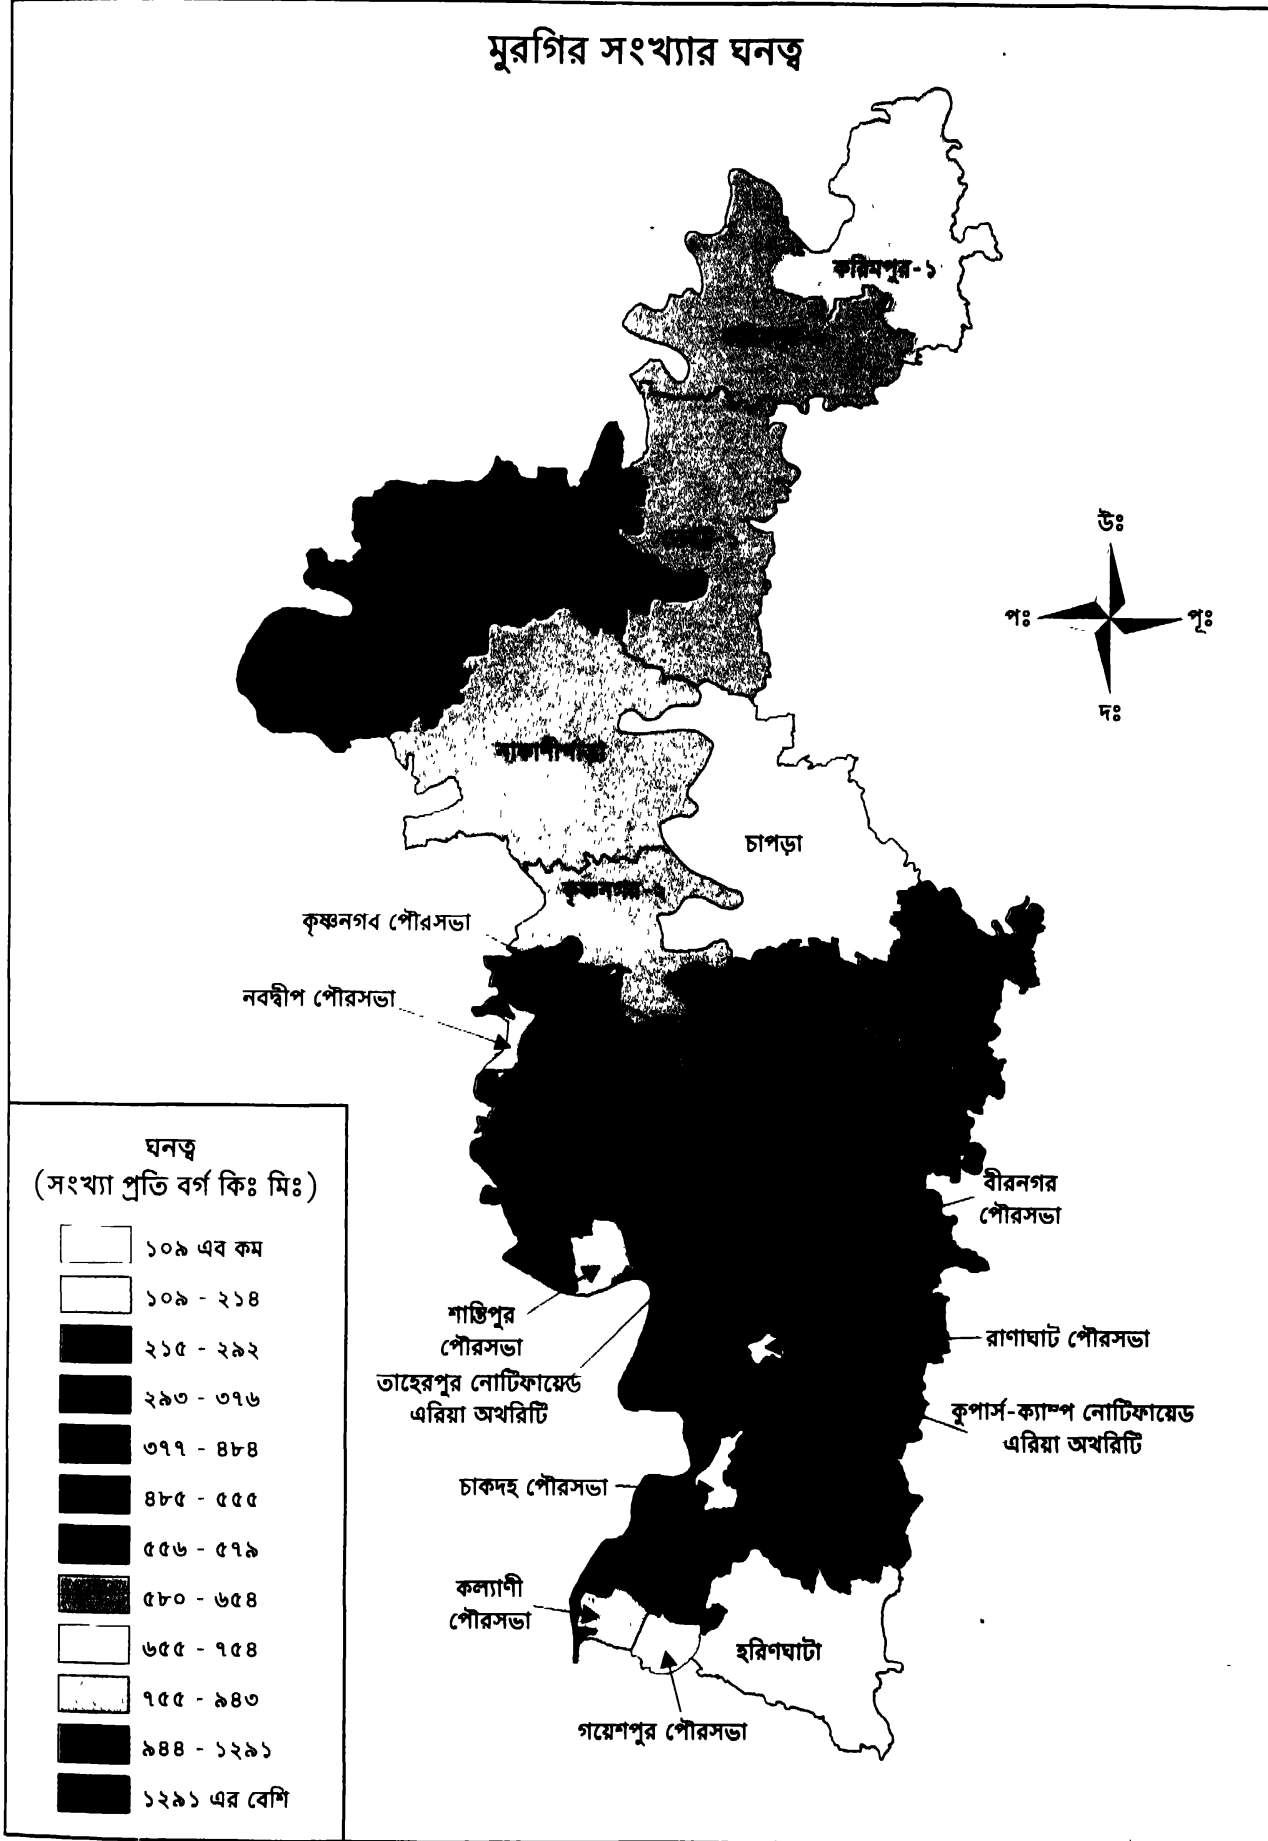 মুরগির সংখ্যার ঘনত্ব
করিমপুর-১
উঃ
পঃ
পূঃ
দঃ
চাপড়া
কৃষ্ণনগর-২
কৃষ্ণনগব পৌরসভা
নবদ্বীপ পৌরসভা
ঘনত্ব
(সংখ্যা প্রতি বর্গ কিঃ মিঃ)
১০৯ এব কম
১০৯ - ২১৪
২১৫ - ২৯২
২৯৩ - ৩৭৬
৩৭৭ - ৪৮৪
৪৮৫ - ৫৫৫
৫৫৬ - ৫৭৯
৫৮০ - ৬৫৪
৬৫৫ - ৭৫৪
৭৫৫ - ৯৪৩
৯৪৪ - ১২৯১
১২৯১ এর বেশি
বীরনগর
পৌরসভা
শান্তিপুর
পৌরসভা
রাণাঘাট পৌরসভা
তাহেরপুর নোটিফায়েড
এরিয়া অথরিটি
কুপার্স-ক্যাম্প নোটিফায়েড
এরিয়া অথরিটি
চাকদহ পৌরসভা
কল্যাণী
পৌরসভা
হরিণঘাটা
গয়েশপুর পৌরসভা